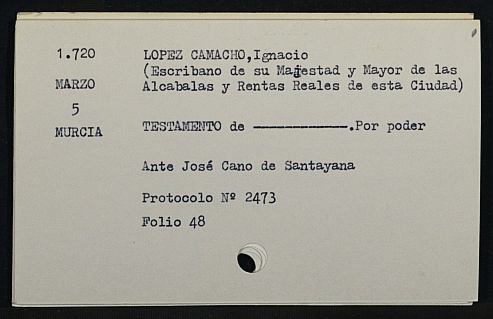 1.720 LOPEZ CAMACHO,Ignacio
(Escribano de su Majestad y Mayor de las
MARZO Alcabalas y Rentas Reales de esta Ciudad)
5
MURCIA TESTAMENTO de ————————.Por poder
Ante José Cano de Santayana
Protocolo Nº 2473
Folio 48